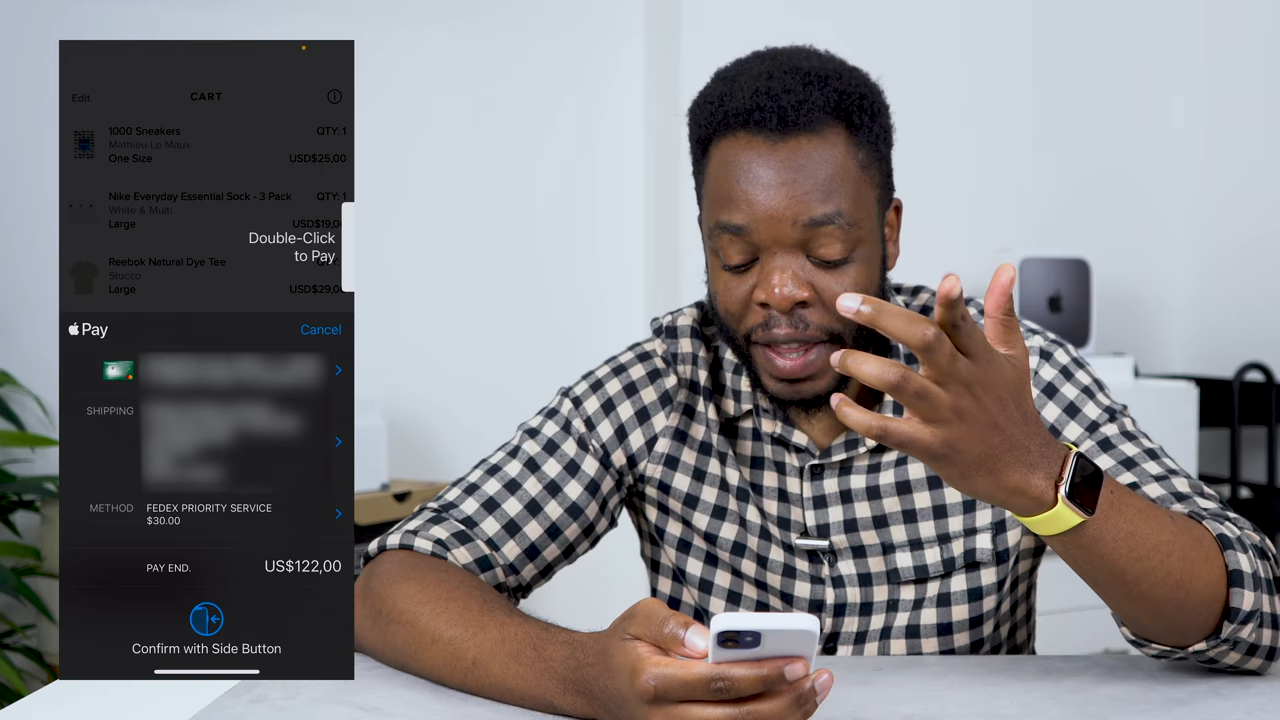 Edit
CART
1000 Sneakers QTY: 1
Mathieu Le Maux
One Size USD$25,00
Nike Everyday Essential Sock - 3 Pack QTY: 1
White & Multi
Large USD$19,0
Double-Click
to Pay
Reebok Natural Dye Tee
Stucco
Large USD$29,0
Pay
Cancel
SHIPPING
METHOD FEDEX PRIORITY SERVICE
$30.00
PAY END. US$122,00
Confirm with Side Button